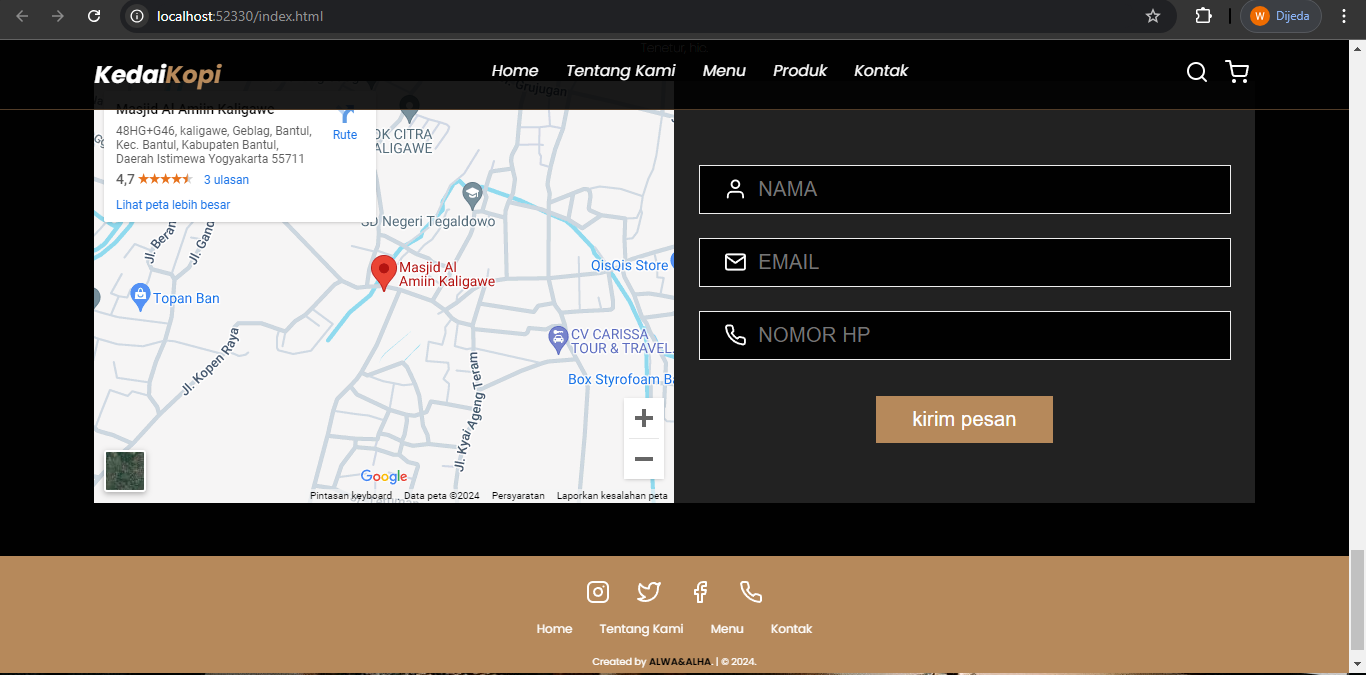 localhost:52330/index.html
W Dijeda
Tenetur, hic.
KedaiKopi
Home Tentang Kami Menu Produk Kontak
Masjid Al Amiin Kaligawe
48HG+G46, kaligawe, Geblag, Bantul,
Kec. Bantul, Kabupaten Bantul,
Daerah Istimewa Yogyakarta 55711
Rute
4,7 3 ulasan
Lihat peta lebih besar
Grujugan
OK CITRA
ALIGAWE
SD Negeri Tegaldowo
Jl. Beran
Jl. Gand
Masjid Al
Amiin Kaligawe
QisQis Store
Topan Ban
CV CARISSA
TOUR & TRAVEL
Jl. Kopen Raya
Box Styrofoam Ba
Jl. Kyai Ageng Teram
Google
Pintasan keyboard Data peta ©2024 Persyaratan Laporkan kesalahan peta
NAMA
EMAIL
NOMOR HP
kirim pesan
Home Tentang Kami Menu Kontak
Created by ALWA&ALHA. | © 2024.